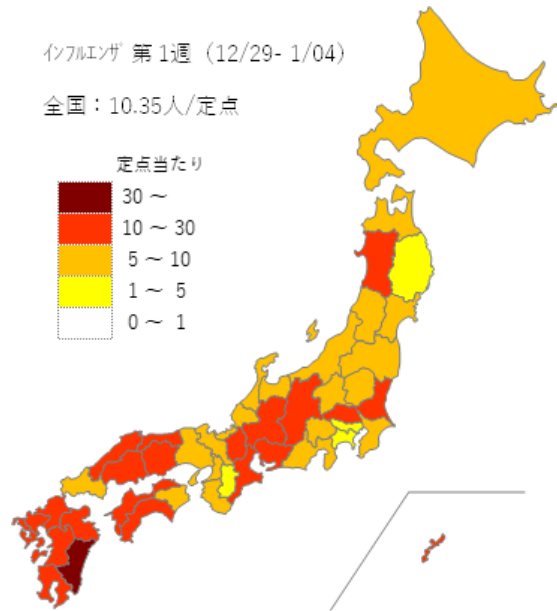 ｲﾝﾌﾙｴﾝｻﾞ 第１週（12/29- 1/04）
全国：10.35人/定点
定点当たり
30 ～
10 ～ 30
5 ～ 10
1 ～ 5
0 ～ 1